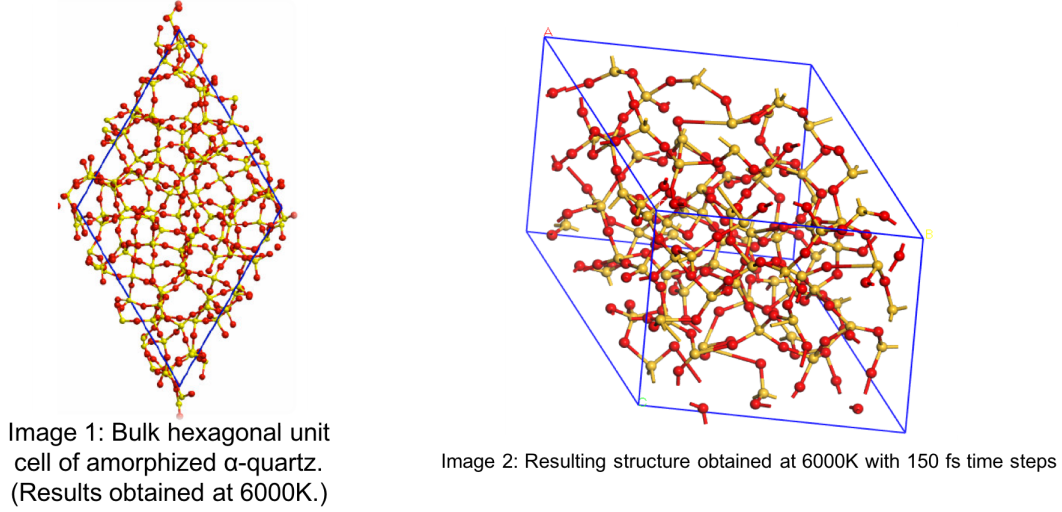 A
B
C
Image 1: Bulk hexagonal unit
cell of amorphized α-quartz.
(Results obtained at 6000K.)
Image 2: Resulting structure obtained at 6000K with 150 fs time steps